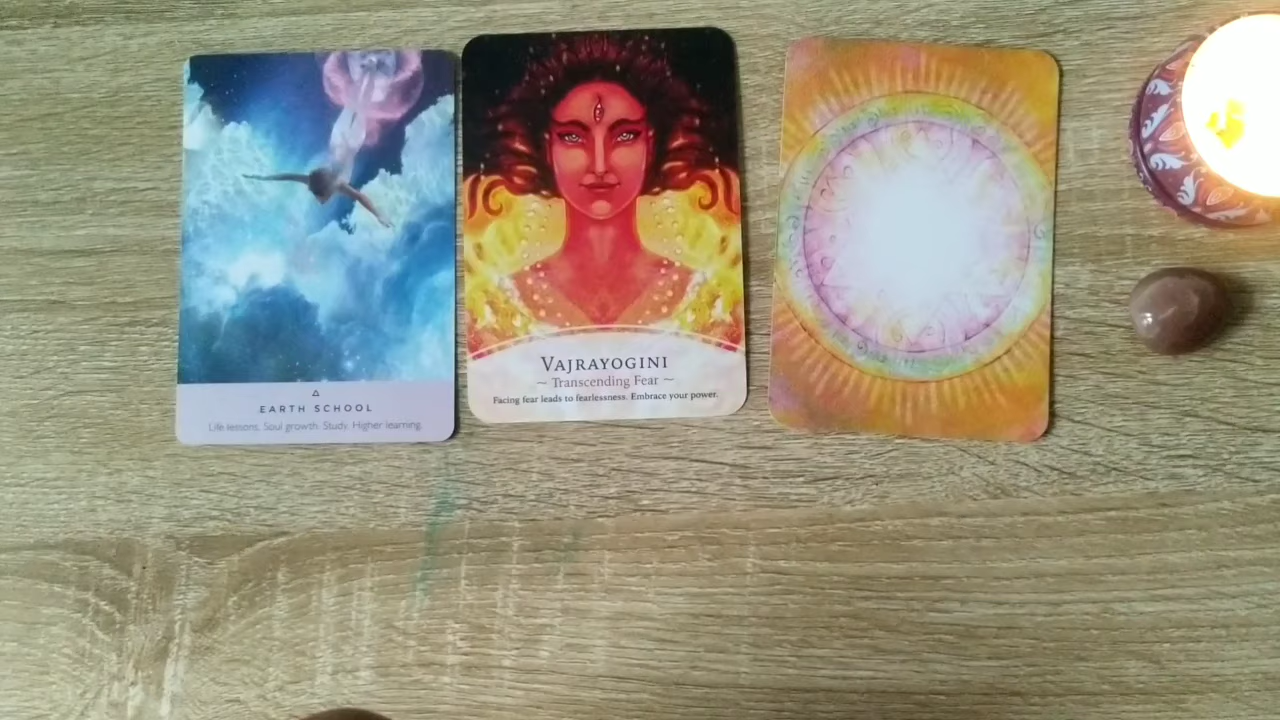 EARTH SCHOOL
Life lessons. Soul growth. Study. Higher learning.
VAJRAYOGINI
~ Transcending Fear ~
Facing fear leads to fearlessness. Embrace your power.